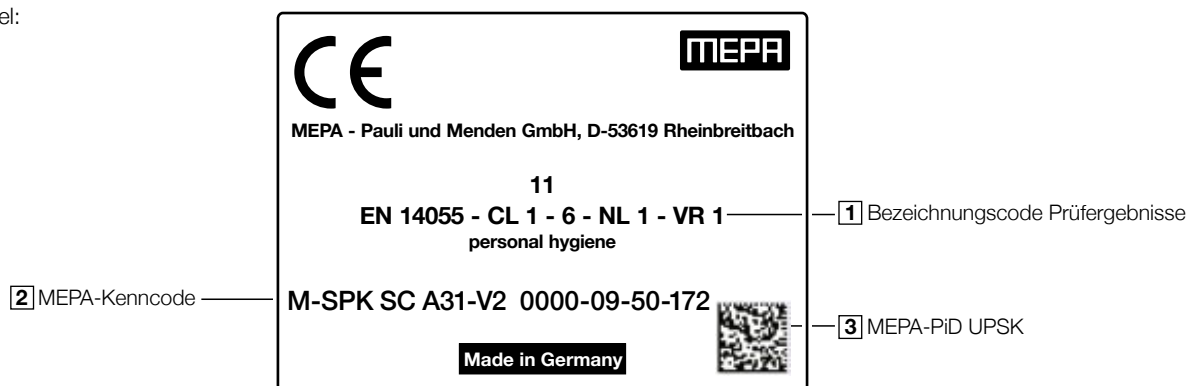 el:
CE
MEPA
MEPA - Pauli und Menden GmbH, D-53619 Rheinbreitbach
11
EN 14055 - CL 1 - 6 - NL 1 - VR 1
1 Bezeichnungscode Prüfergebnisse
personal hygiene
2 MEPA-Kenncode
M-SPK SC A31-V2 0000-09-50-172
3 MEPA-PiD UPSK
Made in Germany